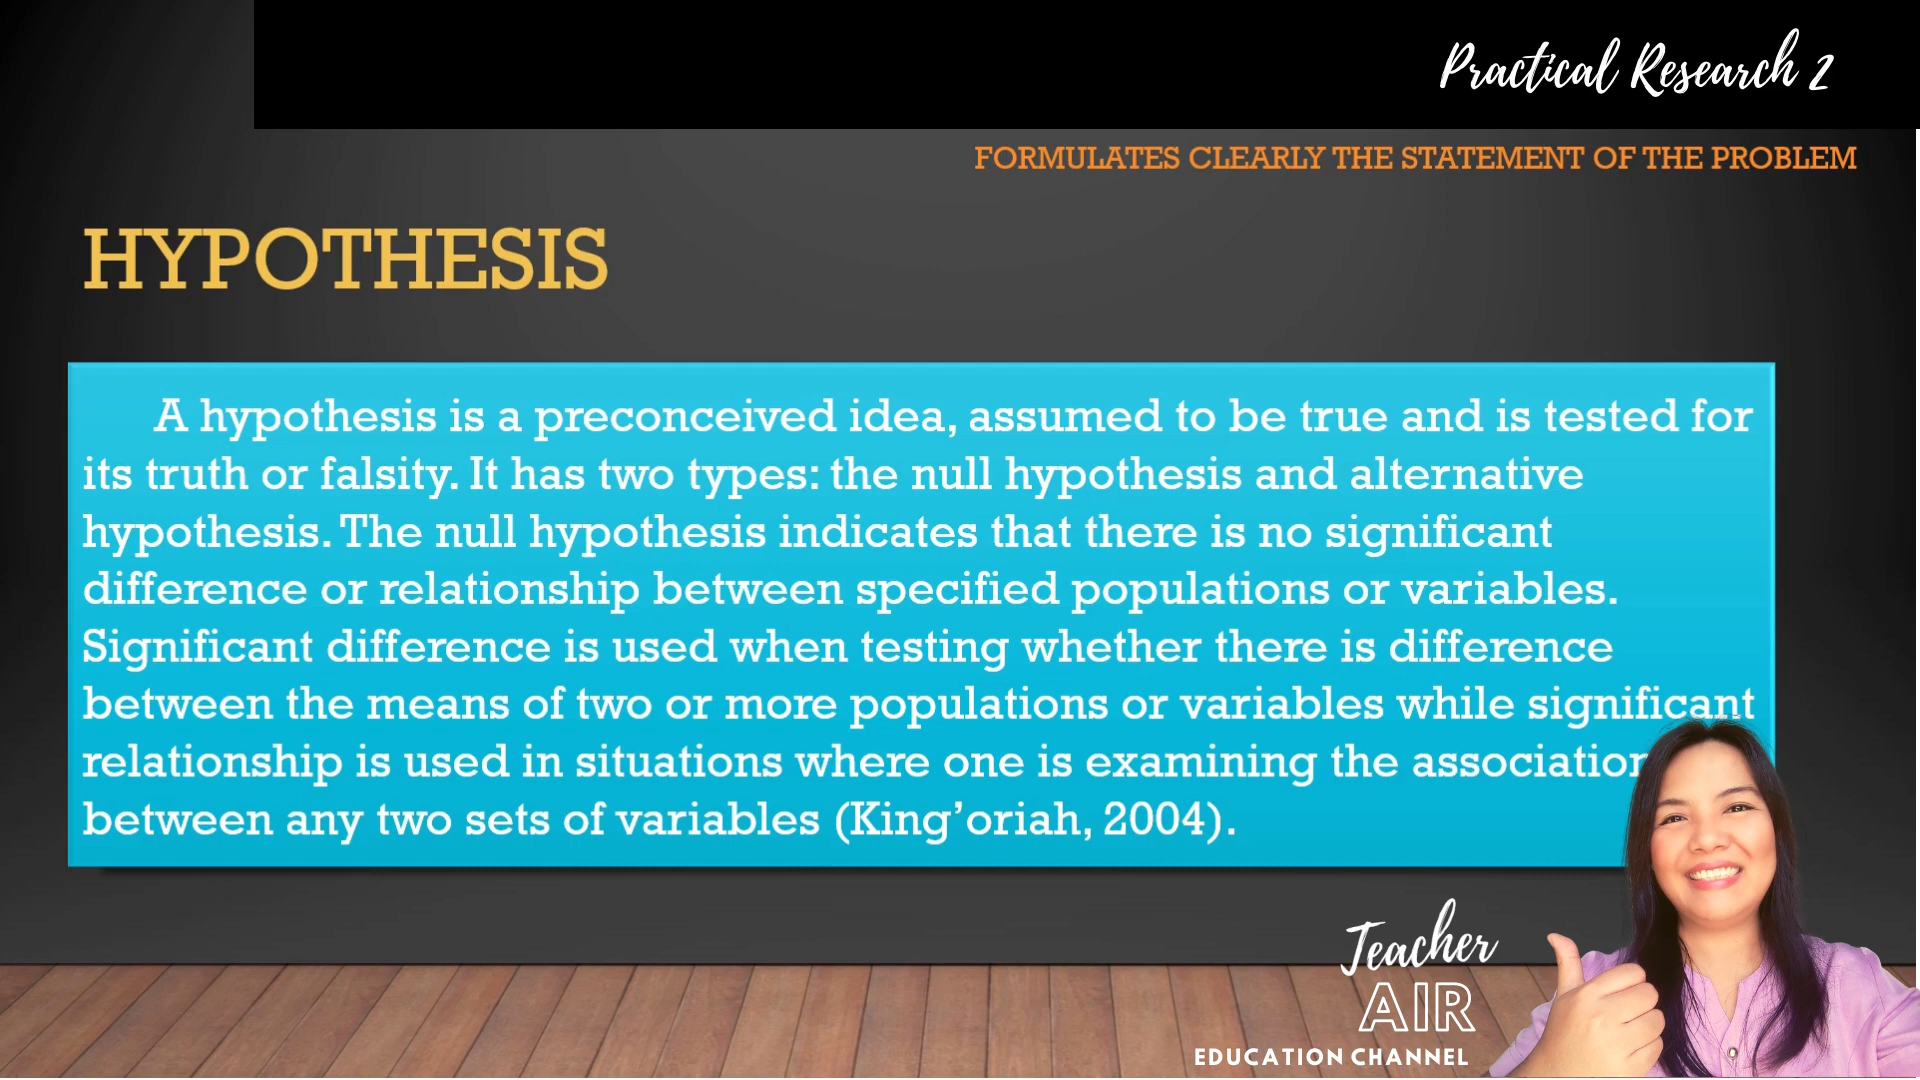 Practical Research 2
FORMULATES CLEARLY THE STATEMENT OF THE PROBLEM
HYPOTHESIS
A hypothesis is a preconceived idea, assumed to be true and is tested for
its truth or falsity. It has two types: the null hypothesis and alternative
hypothesis. The null hypothesis indicates that there is no significant
difference or relationship between specified populations or variables.
Significant difference is used when testing whether there is difference
between the means of two or more populations or variables while significant
relationship is used in situations where one is examining the association
between any two sets of variables (King’oriah, 2004).
Teacher
AIR
EDUCATION CHANNEL